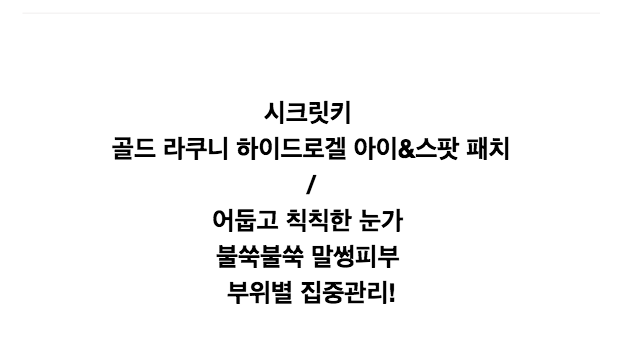 시크릿키
골드 라쿠니 하이드로겔 아이&스팟 패치
/
어둡고 칙칙한 눈가
불쑥불쑥 말썽피부
부위별 집중관리!